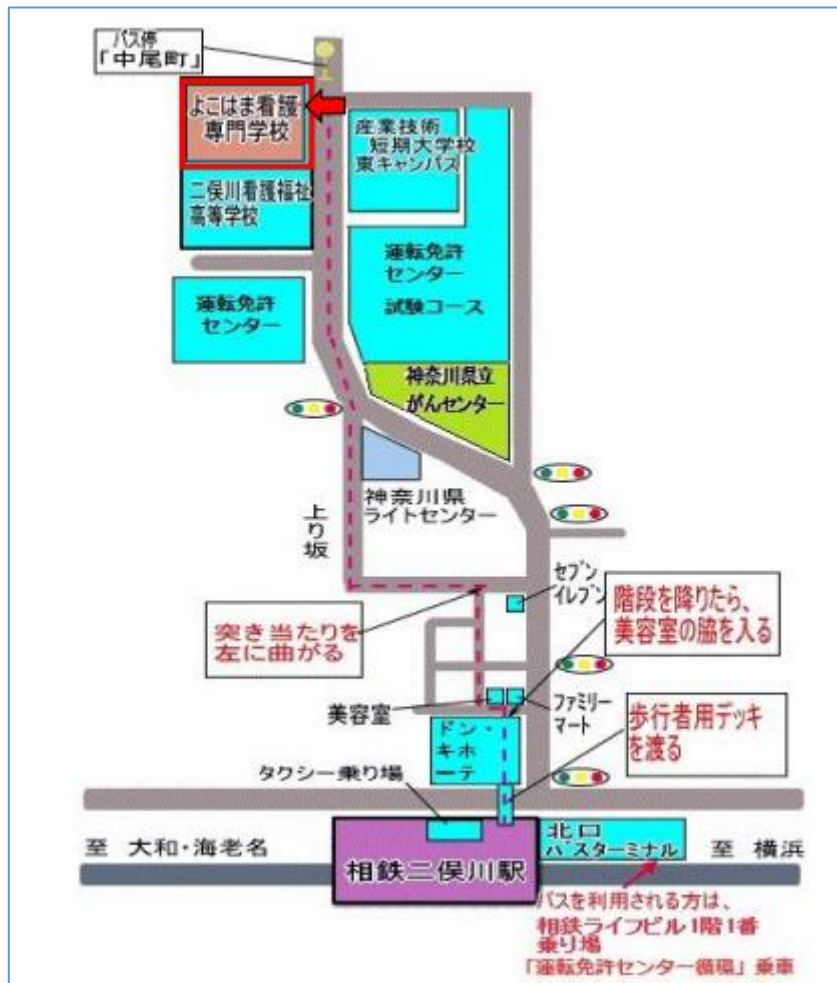 バス停
「中尾町」
よこはま看護
専門学校
産業技術
短期大学校
東キャンパス
二俣川看護福祉
高等学校
運転免許
センター
試験コース
運転免許
センター
神奈川県立
がんセンター
神奈川県
ライトセンター
上り坂
セブン
イレブン
階段を降りたら、
美容室の脇を入る
突き当たりを
左に曲がる
美容室
ファミリー
マート
ドン・
キホ
ーテ
歩行者用デッキ
を渡る
タクシー乗り場
北口
バスターミナル
至 大和・海老名
至 横浜
相鉄二俣川駅
バスを利用される方は、
相鉄ライフビル1階1番
乗り場
「運転免許センター循環」乗車